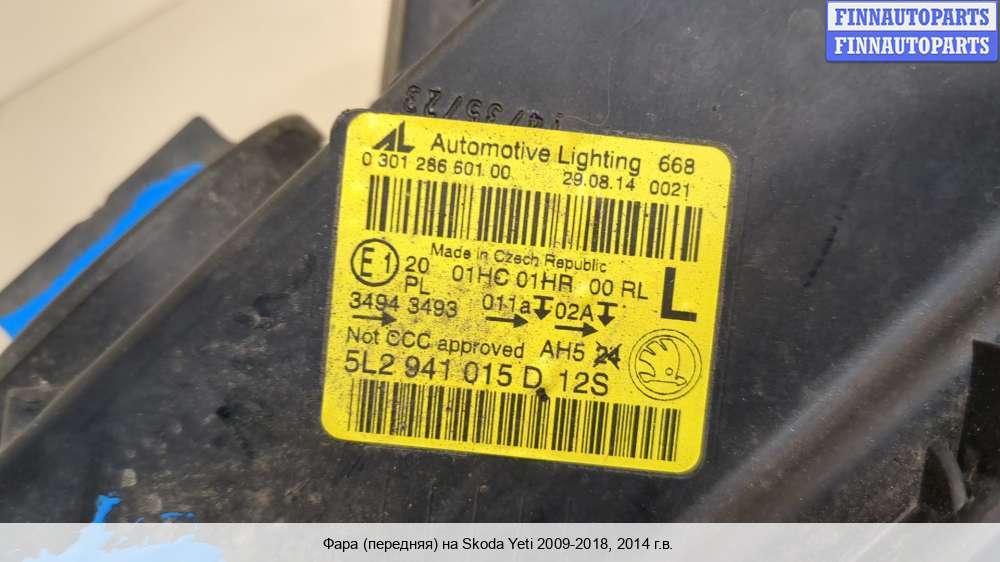 FINNAUTOPARTS
FINNAUTOPARTS
14/35/23
AL Automotive Lighting 668
0 301 286 601.00 29.08.14 0021
Made in Czech Republic
E1 20 01HC 01HR 00 RL L
PL
3494 3493 011a 02A
Not CCC approved AH5 24
5L2 941 015 D 12S
Фара (передняя) на Skoda Yeti 2009-2018, 2014 г.в.